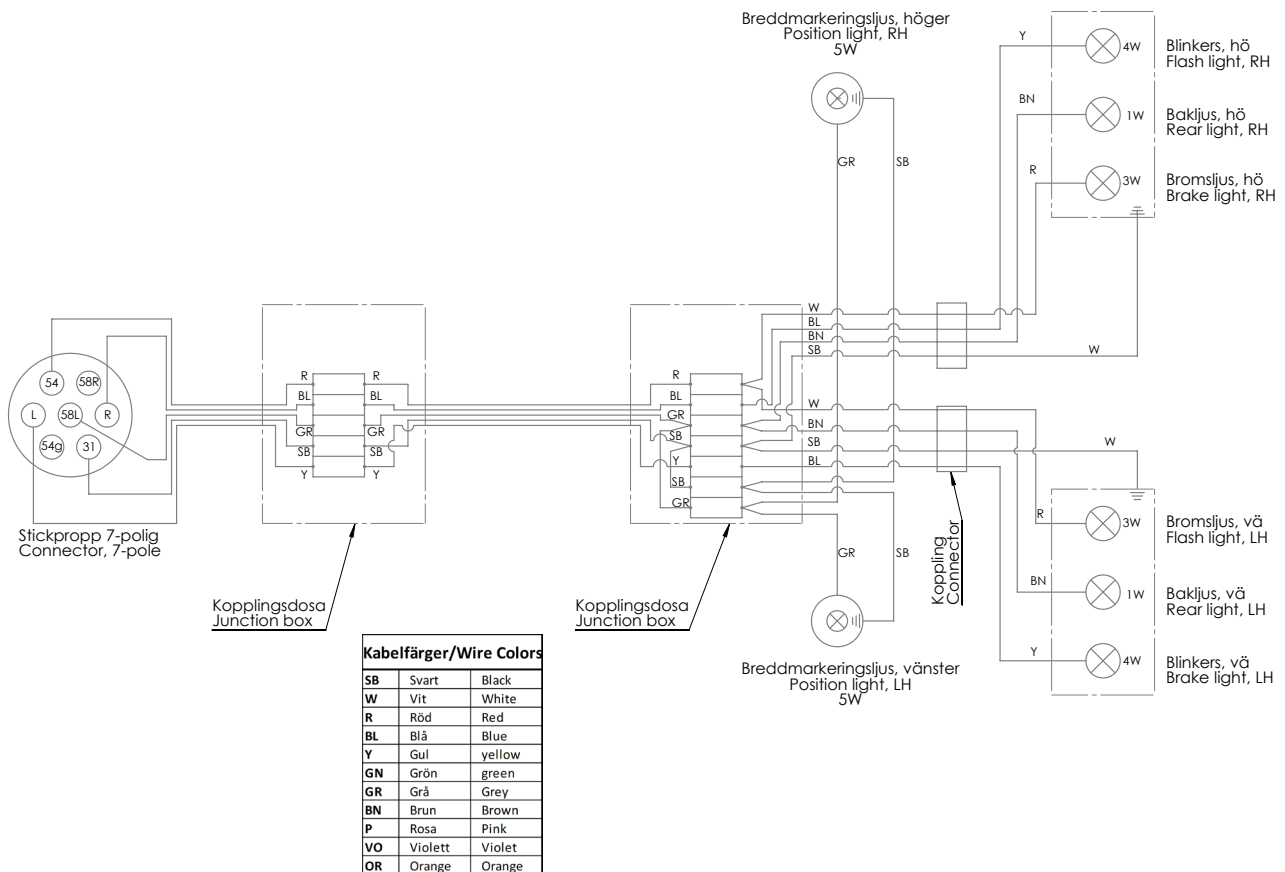 Breddmarkeringsljus, höger
Position light, RH
5W
GR
SB
Y
4W
Blinkers, hö
Flash light, RH
BN
1W
Bakljus, hö
Rear light, RH
R
3W
Bromsljus, hö
Brake light, RH
W
BL
BN
SB
W
54
58R
L
58L
R
54g
31
Stickpropp 7-polig
Connector, 7-pole
R
BL
GR
SB
Y
R
BL
GR
SB
Y
Kopplingsdosa
Junction box
R
BL
GR
SB
Y
SB
GR
Kopplingsdosa
Junction box
W
BN
SB
BL
W
Koppling
Connector
GR
SB
Breddmarkeringsljus, vänster
Position light, LH
5W
R
3W
Bromsljus, vä
Flash light, LH
BN
1W
Bakljus, vä
Rear light, LH
Y
4W
Blinkers, vä
Brake light, LH
Kabelfärger/Wire Colors
SB Svart Black
W Vit White
R Röd Red
BL Blå Blue
Y Gul yellow
GN Grön green
GR Grå Grey
BN Brun Brown
P Rosa Pink
VO Violett Violet
OR Orange Orange